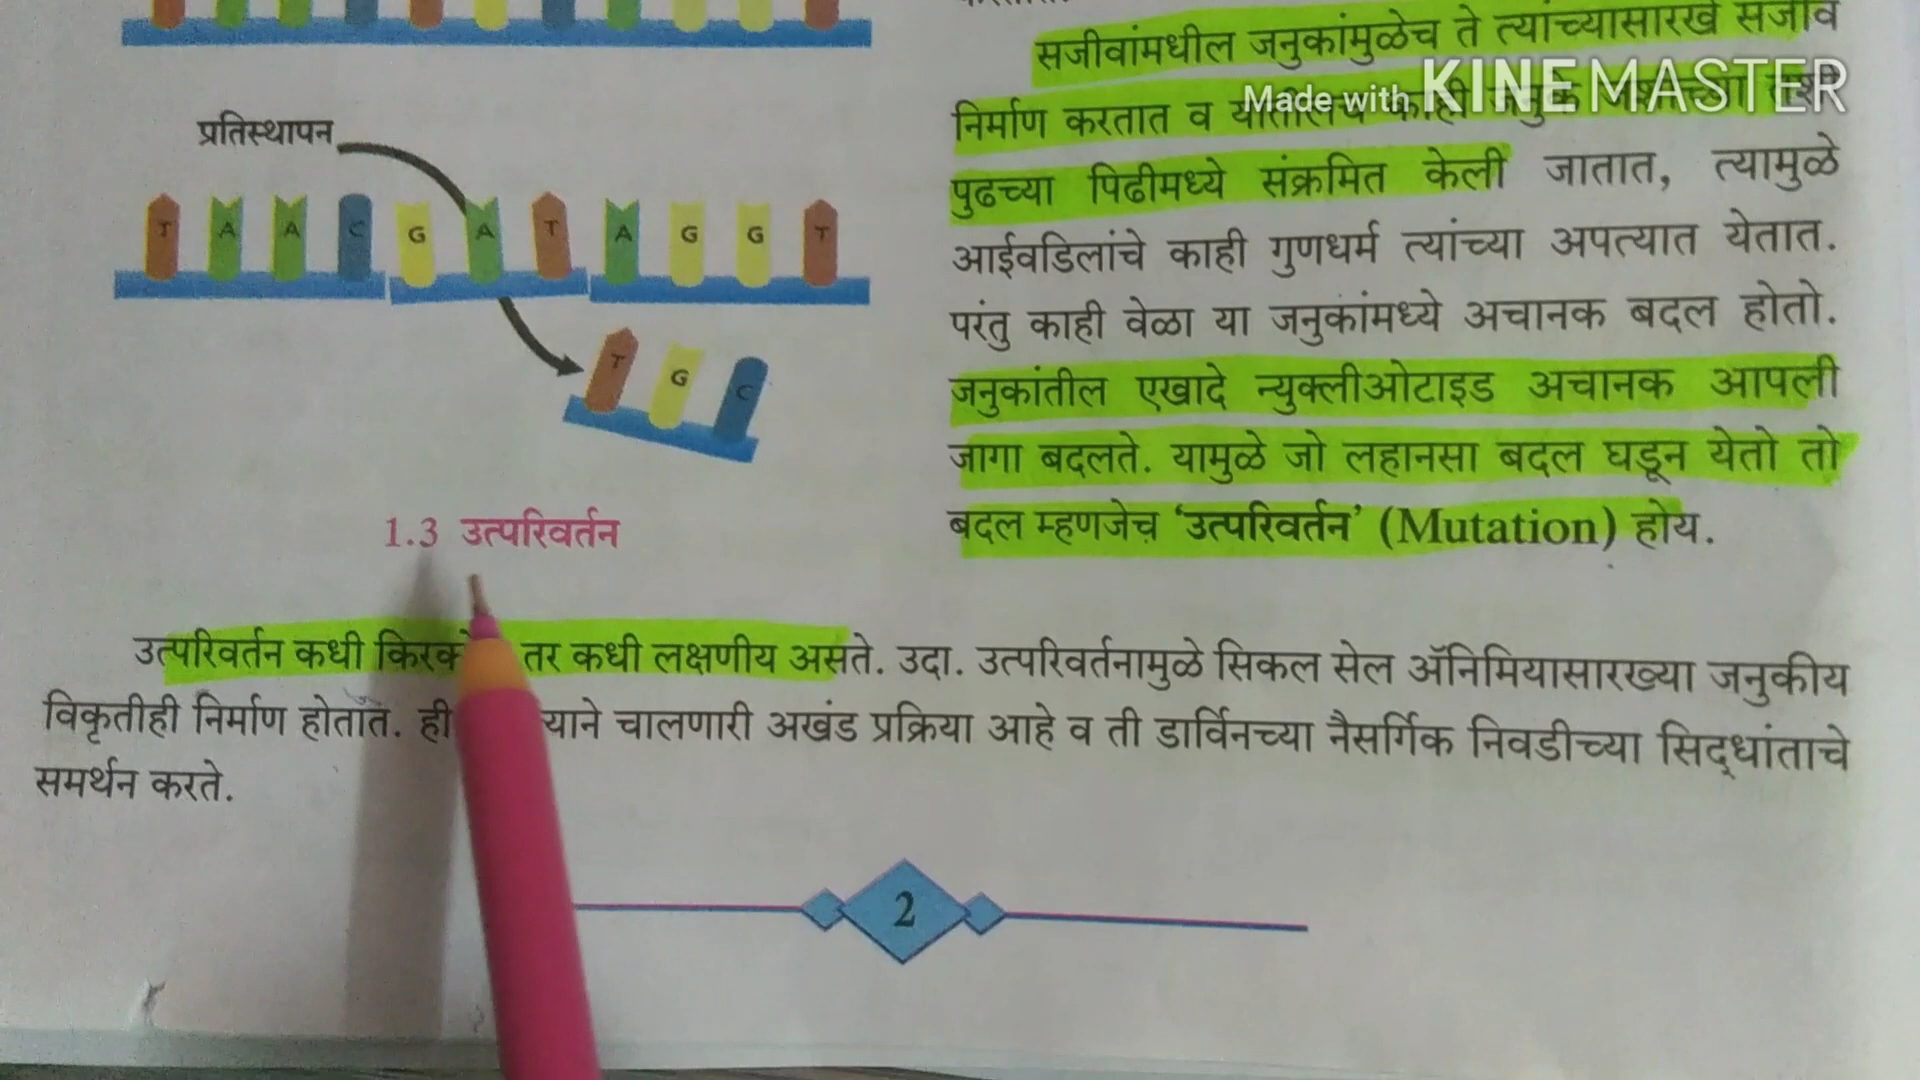 सजीवांमधील जनुकांमुळेच ते त्यांच्यासारखे सजीव
निर्माण करतात व यातीलच काही जनुके
Made with KINEMASTER
पुढच्या पिढीमध्ये संक्रमित केली जातात, त्यामुळे
आईवडिलांचे काही गुणधर्म त्यांच्या अपत्यात येतात.
परंतु काही वेळा या जनुकांमध्ये अचानक बदल होतो.
जनुकांतील एखादे न्युक्लीओटाइड अचानक आपली
जागा बदलते. यामुळे जो लहानसा बदल घडून येतो तो
बदल म्हणजेच ‘उत्परिवर्तन’ (Mutation) होय.
प्रतिस्थापन
T A A C G A T A G G T
T G C
1.3 उत्परिवर्तन
उत्परिवर्तन कधी तर कधी लक्षणीय असते. उदा. उत्परिवर्तनामुळे सिकल सेल ॲनिमियासारख्या जनुकीय
विकृतीही निर्माण होतात. ही चालणारी अखंड प्रक्रिया आहे व ती डार्विनच्या नैसर्गिक निवडीच्या सिद्धांताचे
समर्थन करते.
2